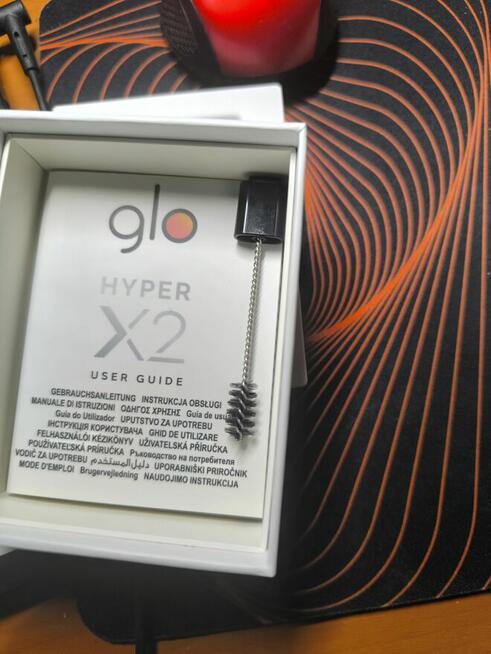 glo
HYPER
X2
USER GUIDE
GEBRAUCHSANLEITUNG INSTRUKCJA OBSŁUGI
MANUALE DI ISTRUZIONI ΟΔΗΓΟΣ ΧΡΗΣΗΣ Guía de usu
Guia do Utilizador UPUTSTVO ZA UPOTREBU
ІНСТРУКЦІЯ КОРИСТУВАЧА GHID DE UTILIZARE
FELHASZNÁLÓI KÉZIKÖNYV UŽIVATELSKÁ PŘÍRUČKA
POUŽÍVATEĽSKÁ PRÍRUČKA Ръководство на потребителя
VODIČ ZA UPOTREBU دليل المستخدم UPORABNIŠKI PRIROČNIK
MODE D'EMPLOI Brugervejledning NAUDOJIMO INSTRUKCIJA